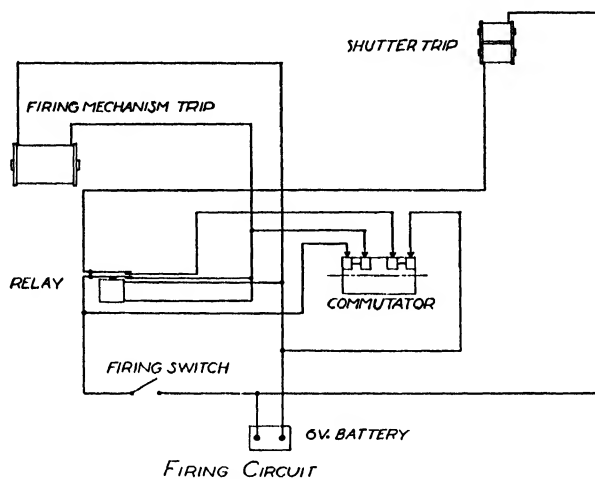 SHUTTER TRIP
FIRING MECHANISM TRIP
RELAY
COMMUTATOR
FIRING SWITCH
6V. BATTERY
FIRING CIRCUIT